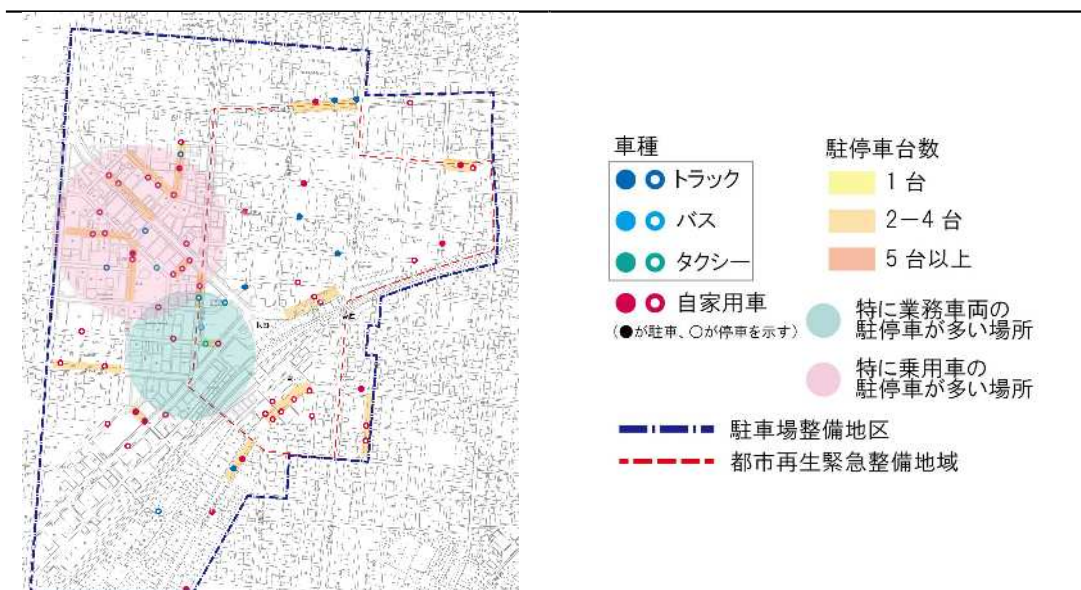 車種
トラック
バス
タクシー
自家用車
(●が駐車、○が停車を示す)
駐停車台数
1台
2−4台
5台以上
特に業務車両の
駐停車が多い場所
特に乗用車の
駐停車が多い場所
駐車場整備地区
都市再生緊急整備地域